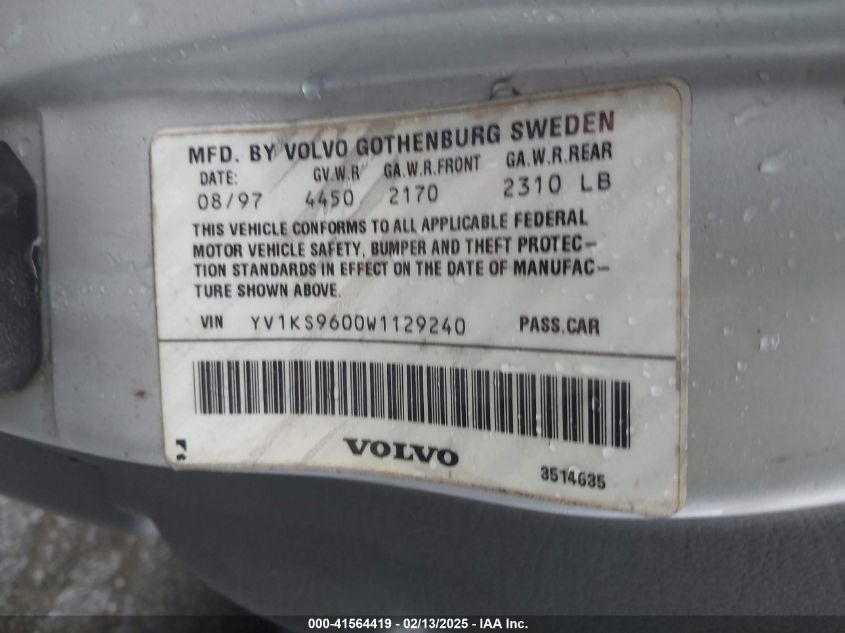 MFD. BY VOLVO GOTHENBURG SWEDEN
DATE: GV.W.R GA.W.R.FRONT GA.W.R.REAR
08/97 4450 2170 2310 LB
THIS VEHICLE CONFORMS TO ALL APPLICABLE FEDERAL
MOTOR VEHICLE SAFETY, BUMPER AND THEFT PROTEC-
TION STANDARDS IN EFFECT ON THE DATE OF MANUFAC-
TURE SHOWN ABOVE.
VIN YV1KS9600W1129240 PASS.CAR
VOLVO
3514635
000-41564419 - 02/13/2025 - IAA Inc.